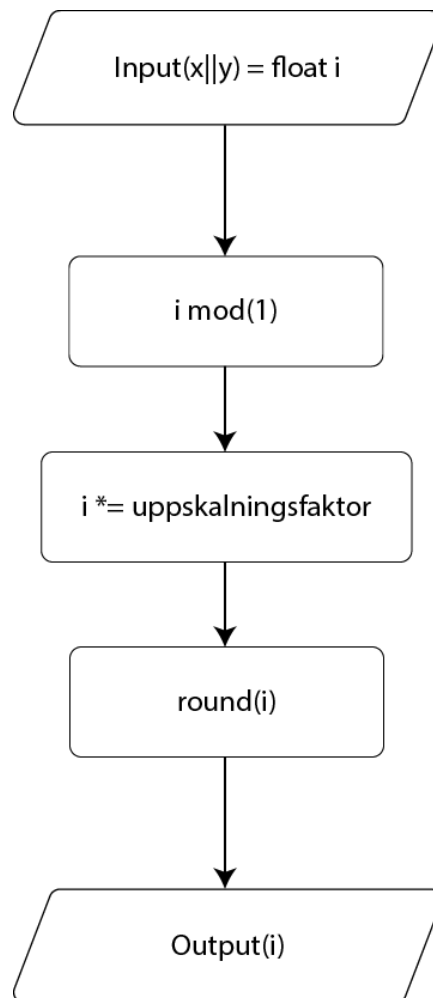 Input(x||y) = float i
i mod(1)
i *= uppskalningsfaktor
round(i)
Output(i)